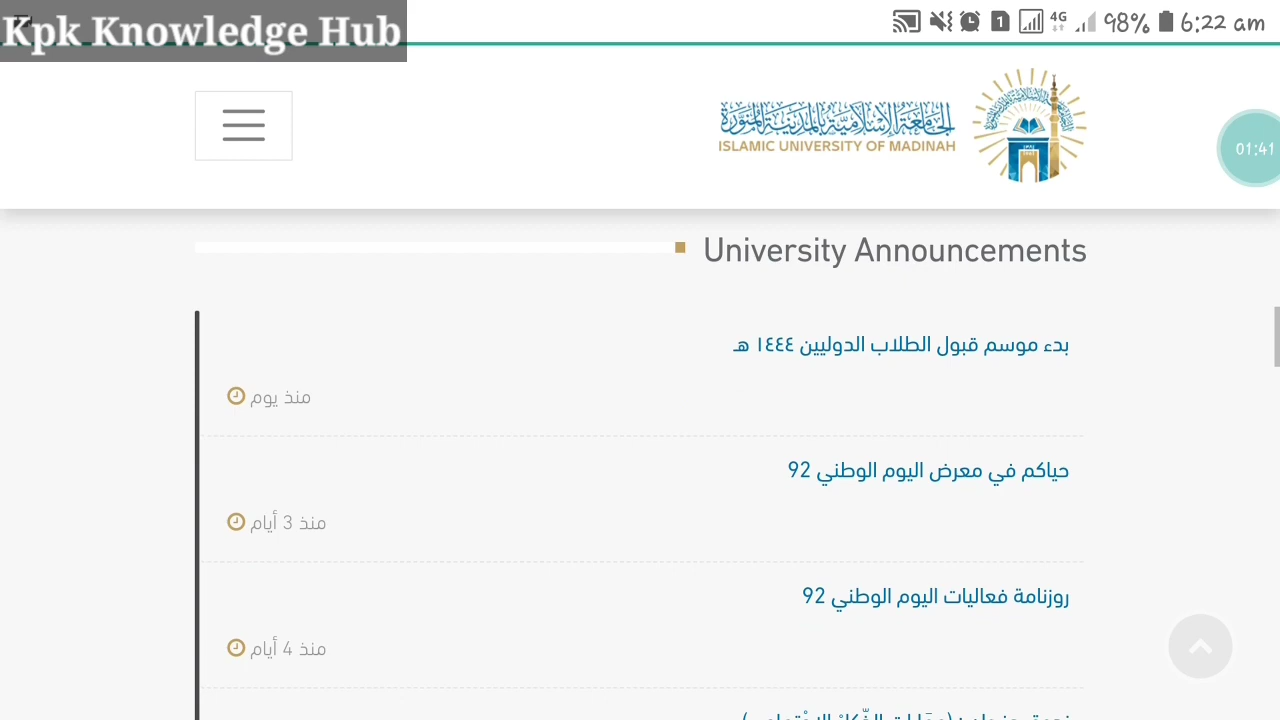 Kpk Knowledge Hub
1 4G 98% 6:22 am
الجامعة الإسلامية بالمدينة المنورة
ISLAMIC UNIVERSITY OF MADINAH
01:41
University Announcements
بدء موسم قبول الطلاب الدوليين ١٤٤٤ هـ
منذ يوم
حياكم في معرض اليوم الوطني 92
منذ 3 أيام
روزنامة فعاليات اليوم الوطني 92
منذ 4 أيام